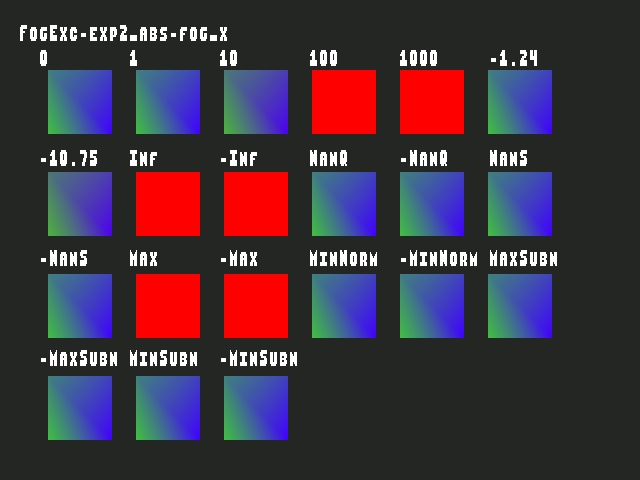 FogExc-exp2_abs-fog_x
0 1 10 100 1000 -1.24
-10.75 Inf -Inf NanQ -NanQ NanS
-NanS Max -Max MinNorm -MinNorm MaxSubN
-MaxSubN MinSubN -MinSubN